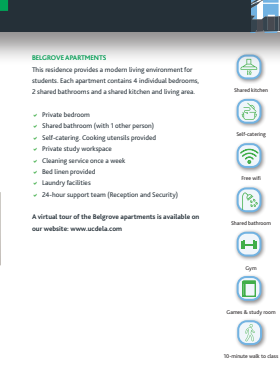 BELGROVE APARTMENTS
This residence provides a modern living environment for
students. Each apartment contains 4 individual bedrooms,
2 shared bathrooms and a shared kitchen and living area.
Private bedroom
Shared bathroom (with 1 other person)
Self-catering. Cooking utensils provided
Private study workspace
Cleaning service once a week
Bed linen provided
Laundry facilities
24-hour support team (Reception and Security)
A virtual tour of the Belgrove apartments is available on
our website: www.ucdela.com
Shared kitchen
Self-catering
Free wifi
Shared bathroom
Gym
Games & study room
10-minute walk to class